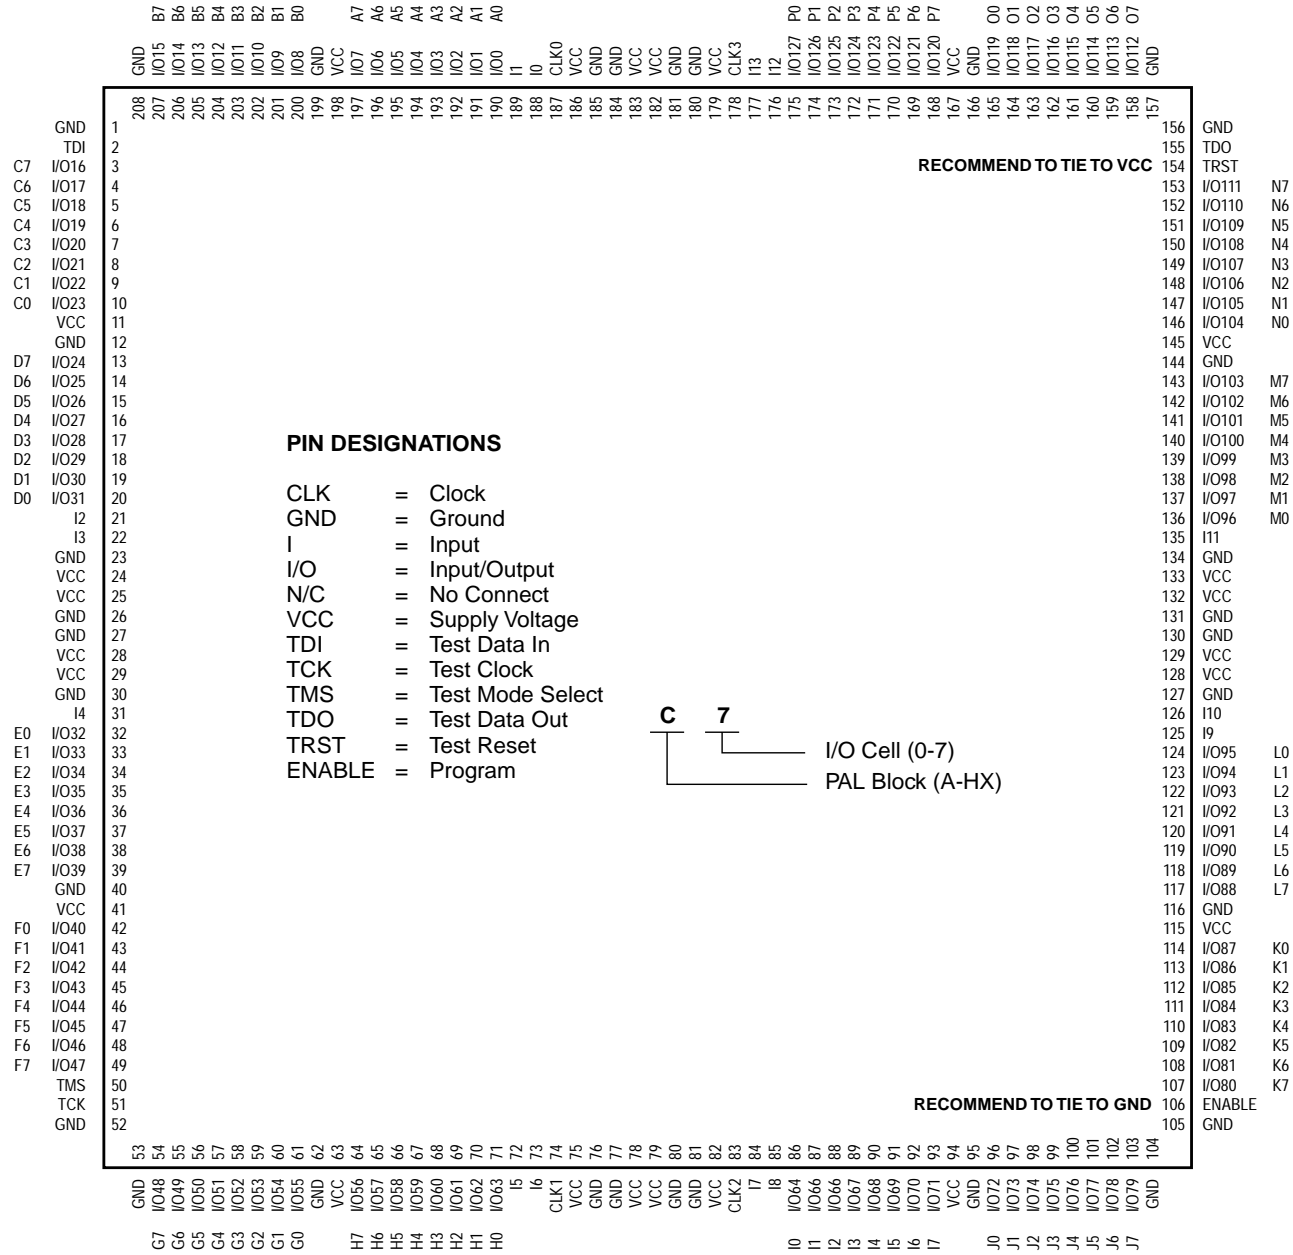 B7 B6 B5 B4 B3 B2 B1 B0 A7 A6 A5 A4 A3 A2 A1 A0 P0 P1 P2 P3 P4 P5 P6 P7 O0 O1 O2 O3 O4 O5 O6 O7
GND I/O15 I/O14 I/O13 I/O12 I/O11 I/O10 I/O9 I/O8 GND VCC I/O7 I/O6 I/O5 I/O4 I/O3 I/O2 I/O1 I/O0 I1 I0 CLK0 VCC GND GND VCC VCC GND GND VCC CLK3 I13 I12 I/O127 I/O126 I/O125 I/O124 I/O123 I/O122 I/O121 I/O120 VCC GND I/O119 I/O118 I/O117 I/O116 I/O115 I/O114 I/O113 I/O112 GND
208 207 206 205 204 203 202 201 200 199 198 197 196 195 194 193 192 191 190 189 188 187 186 185 184 183 182 181 180 179 178 177 176 175 174 173 172 171 170 169 168 167 166 165 164 163 162 161 160 159 158 157
GND 1 156 GND
TDI 2 155 TDO
C7 I/O16 3 RECOMMEND TO TIE TO VCC 154 TRST
C6 I/O17 4 153 I/O111 N7
C5 I/O18 5 152 I/O110 N6
C4 I/O19 6 151 I/O109 N5
C3 I/O20 7 150 I/O108 N4
C2 I/O21 8 149 I/O107 N3
C1 I/O22 9 148 I/O106 N2
C0 I/O23 10 147 I/O105 N1
VCC 11 146 I/O104 N0
GND 12 145 VCC
D7 I/O24 13 144 GND
D6 I/O25 14 143 I/O103 M7
D5 I/O26 15 142 I/O102 M6
D4 I/O27 16 141 I/O101 M5
D3 I/O28 17 140 I/O100 M4
D2 I/O29 18 139 I/O99 M3
D1 I/O30 19 138 I/O98 M2
D0 I/O31 20 137 I/O97 M1
I2 21 136 I/O96 M0
I3 22 135 I11
GND 23 134 GND
VCC 24 133 VCC
VCC 25 132 VCC
GND 26 131 GND
GND 27 130 GND
VCC 28 129 VCC
VCC 29 128 VCC
GND 30 127 GND
I4 31 126 I10
E0 I/O32 32 125 I9
E1 I/O33 33 124 I/O95 L0
E2 I/O34 34 123 I/O94 L1
E3 I/O35 35 122 I/O93 L2
E4 I/O36 36 121 I/O92 L3
E5 I/O37 37 120 I/O91 L4
E6 I/O38 38 119 I/O90 L5
E7 I/O39 39 118 I/O89 L6
GND 40 117 I/O88 L7
VCC 41 116 GND
F0 I/O40 42 115 VCC
F1 I/O41 43 114 I/O87 K0
F2 I/O42 44 113 I/O86 K1
F3 I/O43 45 112 I/O85 K2
F4 I/O44 46 111 I/O84 K3
F5 I/O45 47 110 I/O83 K4
F6 I/O46 48 109 I/O82 K5
F7 I/O47 49 108 I/O81 K6
TMS 50 107 I/O80 K7
TCK 51 RECOMMEND TO TIE TO GND 106 ENABLE
GND 52 105 GND
PIN DESIGNATIONS
CLK = Clock
GND = Ground
I = Input
I/O = Input/Output
N/C = No Connect
VCC = Supply Voltage
TDI = Test Data In
TCK = Test Clock
TMS = Test Mode Select
TDO = Test Data Out
TRST = Test Reset
ENABLE = Program
C 7
I/O Cell (0-7)
PAL Block (A-HX)
53 54 55 56 57 58 59 60 61 62 63 64 65 66 67 68 69 70 71 72 73 74 75 76 77 78 79 80 81 82 83 84 85 86 87 88 89 90 91 92 93 94 95 96 97 98 99 100 101 102 103 104
GND I/O48 I/O49 I/O50 I/O51 I/O52 I/O53 I/O54 I/O55 GND VCC I/O56 I/O57 I/O58 I/O59 I/O60 I/O61 I/O62 I/O63 I5 I6 CLK1 VCC GND GND VCC VCC GND GND VCC CLK2 I7 I8 I/O64 I/O66 I/O66 I/O67 I/O68 I/O69 I/O70 I/O71 VCC GND I/O72 I/O73 I/O74 I/O75 I/O76 I/O77 I/O78 I/O79 GND
G7 G6 G5 G4 G3 G2 G1 G0 H7 H6 H5 H4 H3 H2 H1 H0 I0 I1 I2 I3 I4 I5 I6 I7 J0 J1 J2 J3 J4 J5 J6 J7